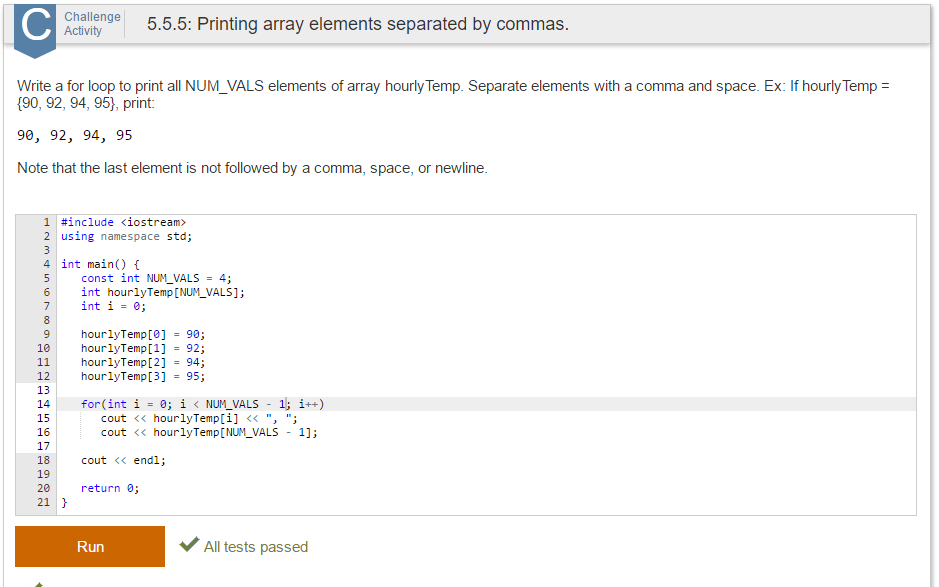 C
Challenge
Activity
5.5.5: Printing array elements separated by commas.
Write a for loop to print all NUM_VALS elements of array hourlyTemp. Separate elements with a comma and space. Ex: If hourlyTemp =
{90, 92, 94, 95}, print:
90, 92, 94, 95
Note that the last element is not followed by a comma, space, or newline.
1 #include <iostream>
2 using namespace std;
3
4 int main() {
5    const int NUM_VALS = 4;
6    int hourlyTemp[NUM_VALS];
7    int i = 0;
8
9    hourlyTemp[0] = 90;
10    hourlyTemp[1] = 92;
11    hourlyTemp[2] = 94;
12    hourlyTemp[3] = 95;
13
14    for(int i = 0; i < NUM_VALS - 1; i++)
15       cout << hourlyTemp[i] << ", ";
16       cout << hourlyTemp[NUM_VALS - 1];
17
18    cout << endl;
19
20    return 0;
21 }
Run
All tests passed